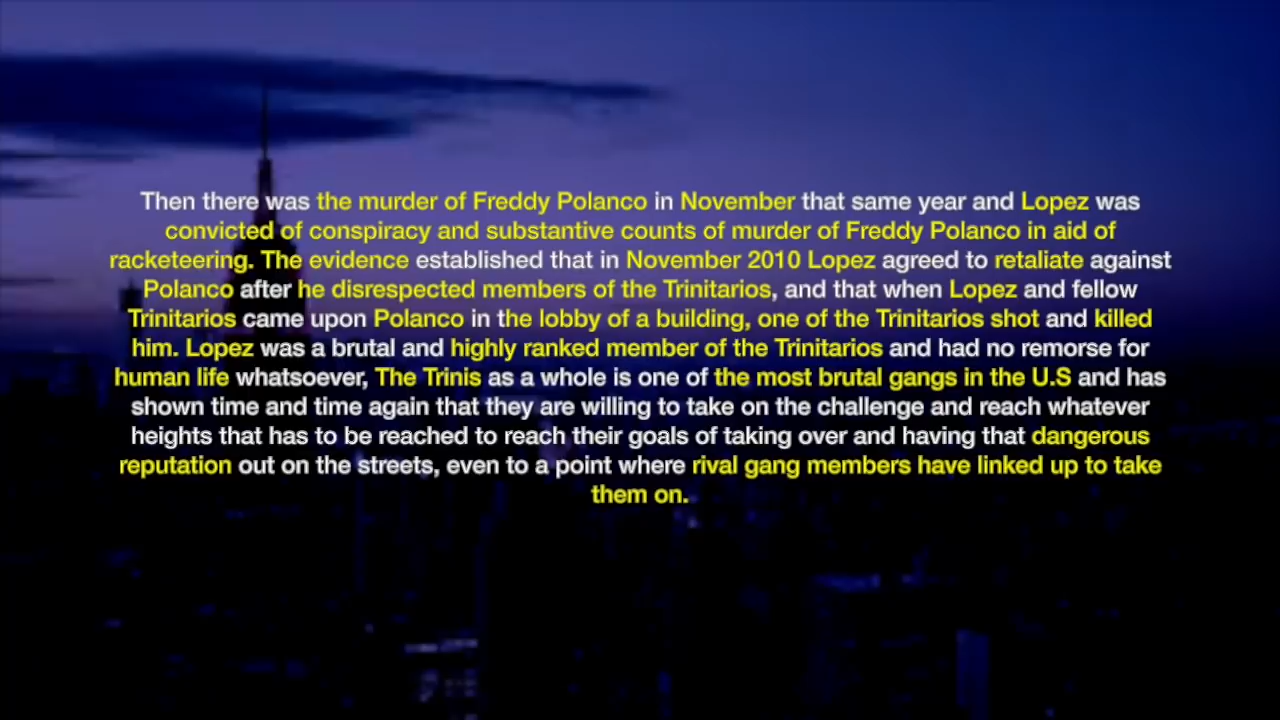 Then there was the murder of Freddy Polanco in November that same year and Lopez was
convicted of conspiracy and substantive counts of murder of Freddy Polanco in aid of
racketeering. The evidence established that in November 2010 Lopez agreed to retaliate against
Polanco after he disrespected members of the Trinitarios, and that when Lopez and fellow
Trinitarios came upon Polanco in the lobby of a building, one of the Trinitarios shot and killed
him. Lopez was a brutal and highly ranked member of the Trinitarios and had no remorse for
human life whatsoever, The Trinis as a whole is one of the most brutal gangs in the U.S and has
shown time and time again that they are willing to take on the challenge and reach whatever
heights that has to be reached to reach their goals of taking over and having that dangerous
reputation out on the streets, even to a point where rival gang members have linked up to take
them on.